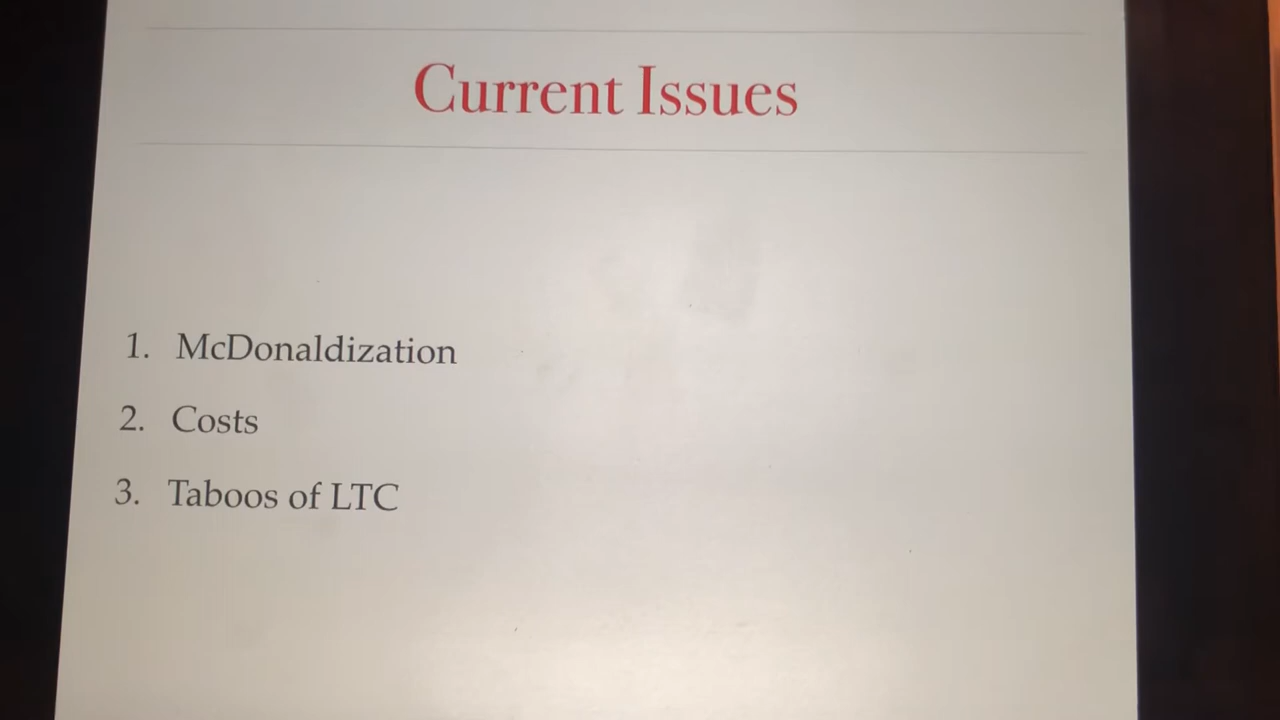 Current Issues
1. McDonaldization
2. Costs
3. Taboos of LTC